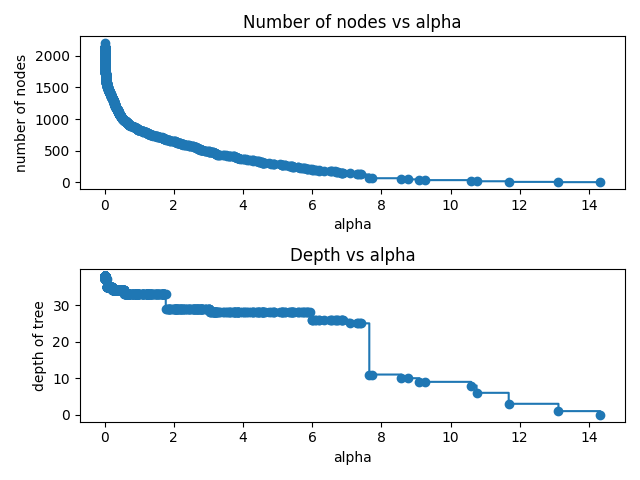 Number of nodes vs alpha
2000
1500
1000
500
0
number of nodes
0 2 4 6 8 10 12 14
alpha
Depth vs alpha
30
20
10
0
depth of tree
0 2 4 6 8 10 12 14
alpha